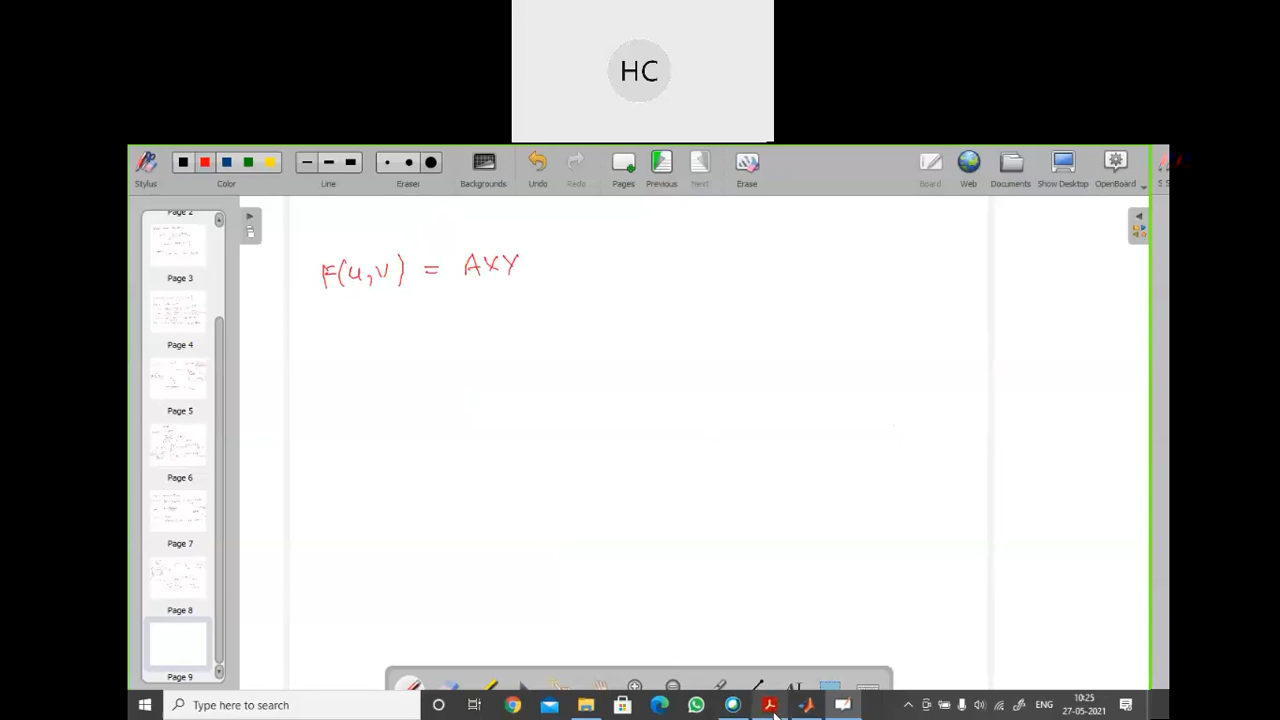 HC
Stylus Color Line Eraser Backgrounds Undo Redo Pages Previous Next Erase Board Web Documents Show Desktop OpenBoard
Page 2
F(u,v) = AXY
Page 3
Page 4
Page 5
Page 6
Page 7
Page 8
Page 9
Type here to search
ENG
10:25
27-05-2021